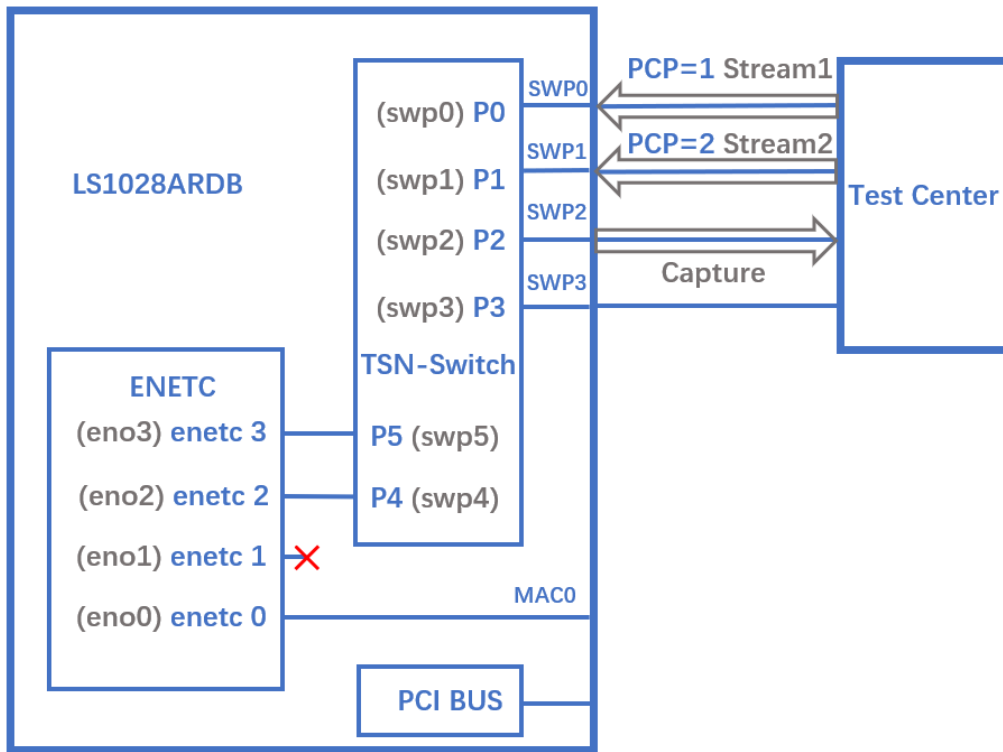 PCP=1 Stream1
SWP0
(swp0) P0
PCP=2 Stream2
SWP1
(swp1) P1
LS1028ARDB
Test Center
SWP2
(swp2) P2
Capture
SWP3
(swp3) P3
TSN-Switch
ENETC
(eno3) enetc 3
P5 (swp5)
(eno2) enetc 2
P4 (swp4)
(eno1) enetc 1
MAC0
(eno0) enetc 0
PCI BUS